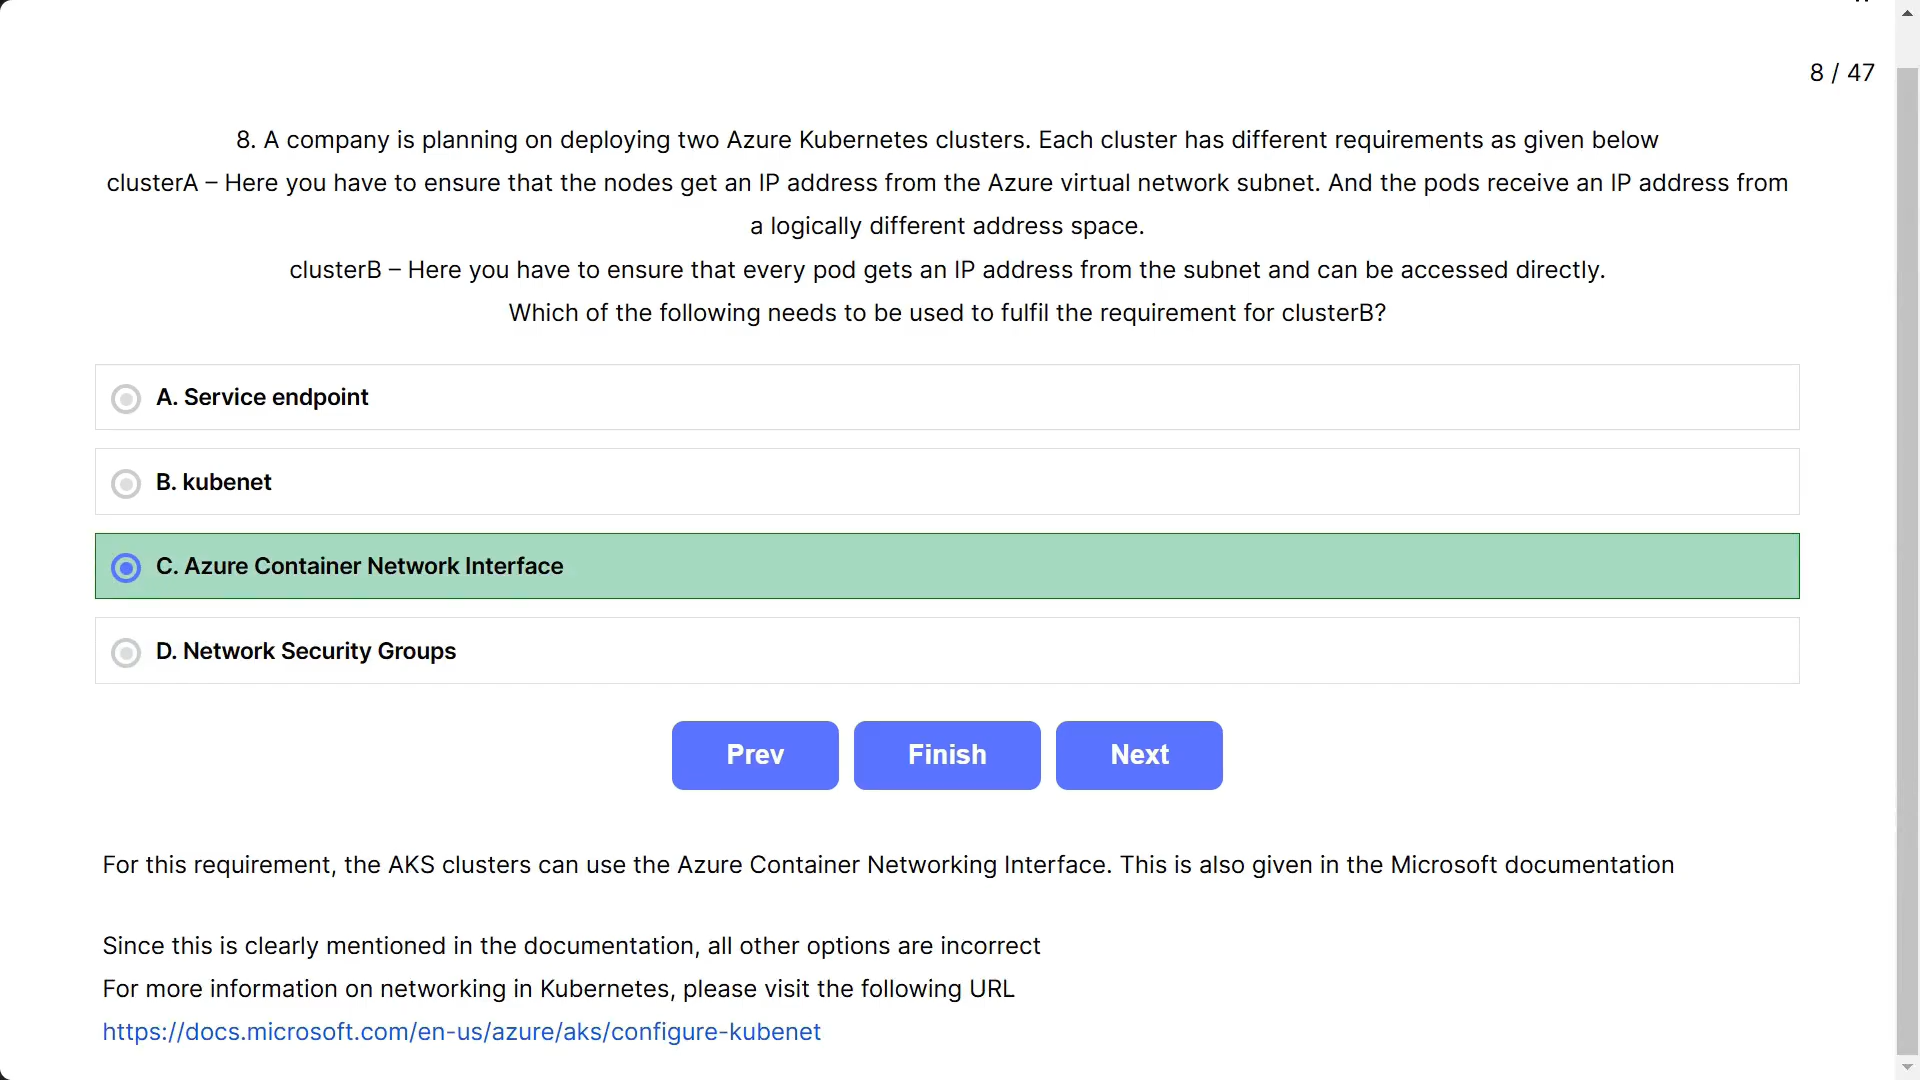 8 / 47
8. A company is planning on deploying two Azure Kubernetes clusters. Each cluster has different requirements as given below
clusterA – Here you have to ensure that the nodes get an IP address from the Azure virtual network subnet. And the pods receive an IP address from
a logically different address space.
clusterB – Here you have to ensure that every pod gets an IP address from the subnet and can be accessed directly.
Which of the following needs to be used to fulfil the requirement for clusterB?
A. Service endpoint
B. kubenet
C. Azure Container Network Interface
D. Network Security Groups
Prev Finish Next
For this requirement, the AKS clusters can use the Azure Container Networking Interface. This is also given in the Microsoft documentation
Since this is clearly mentioned in the documentation, all other options are incorrect
For more information on networking in Kubernetes, please visit the following URL
https://docs.microsoft.com/en-us/azure/aks/configure-kubenet